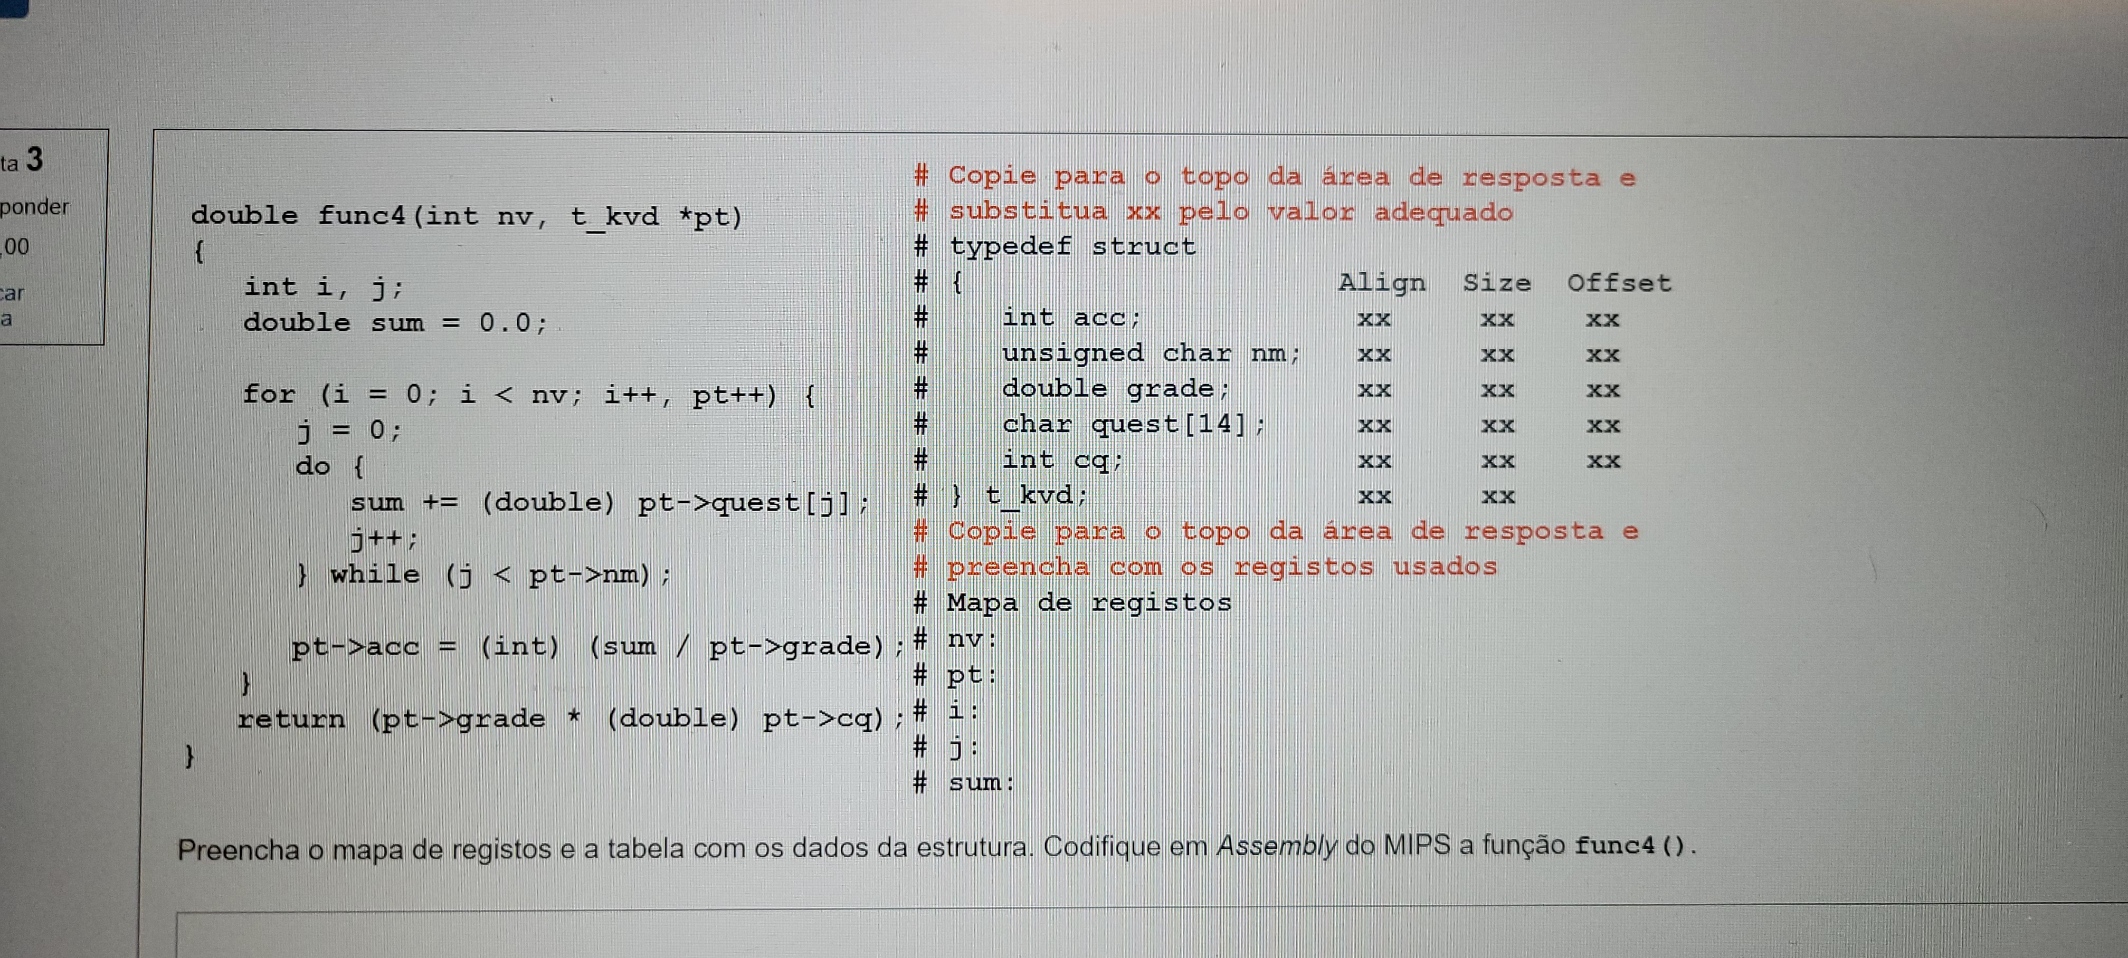 ta 3
ponder
,00
car
a
double func4(int nv, t_kvd *pt)
{
int i, j;
double sum = 0.0;
for (i = 0; i < nv; i++, pt++) {
j = 0;
do {
sum += (double) pt->quest[j];
j++;
} while (j < pt->nm);
pt->acc = (int) (sum / pt->grade);
}
return (pt->grade * (double) pt->cq);
}
# Copie para o topo da área de resposta e
# substitua xx pelo valor adequado
# typedef struct
# { Align Size Offset
# int acc; xx xx xx
# unsigned char nm; xx xx xx
# double grade; xx xx xx
# char quest[14]; xx xx xx
# int cq; xx xx xx
# } t_kvd; xx xx
# Copie para o topo da área de resposta e
# preencha com os registos usados
# Mapa de registos
# nv:
# pt:
# i:
# j:
# sum:
Preencha o mapa de registos e a tabela com os dados da estrutura. Codifique em Assembly do MIPS a função func4().